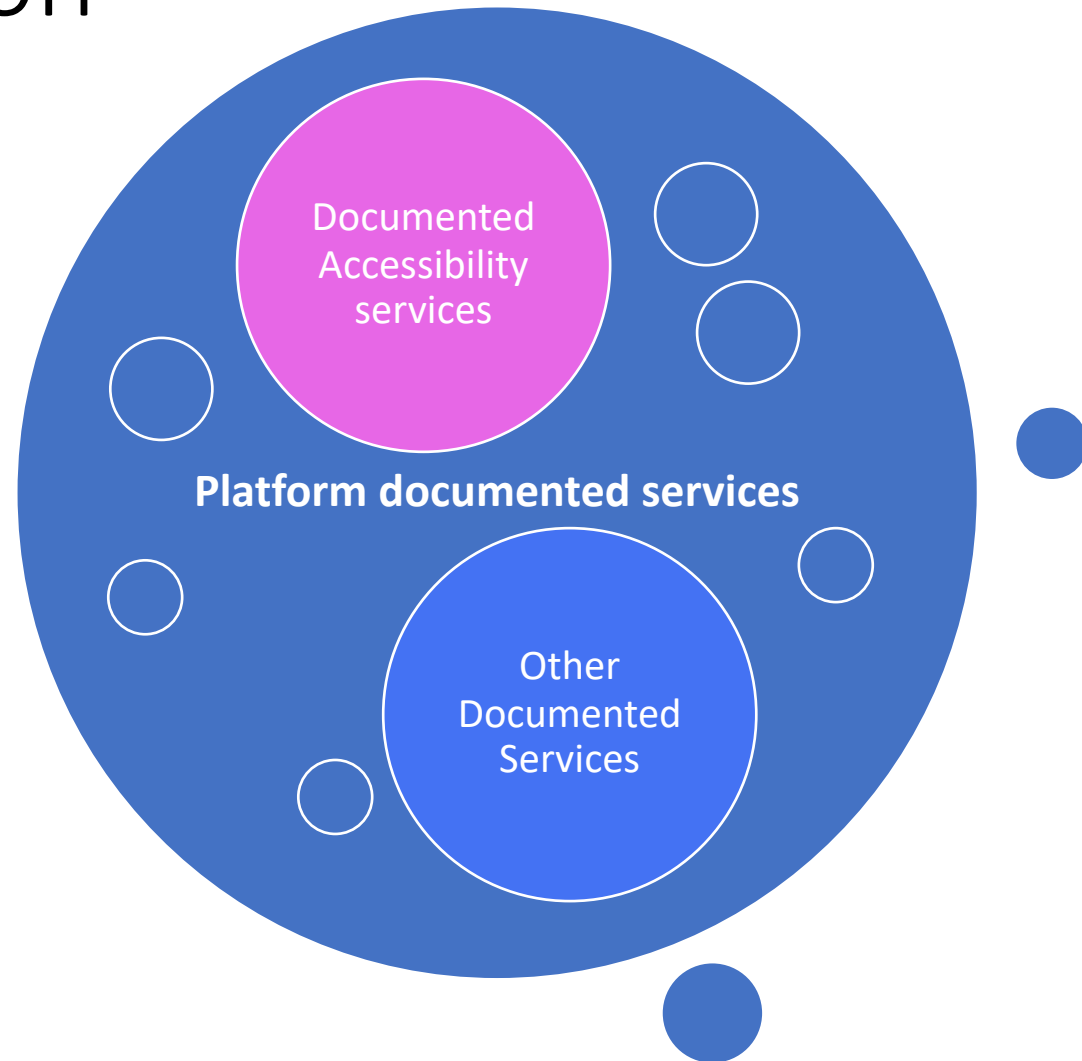 Documented
Accessibility
services
Platform documented services
Other
Documented
Services